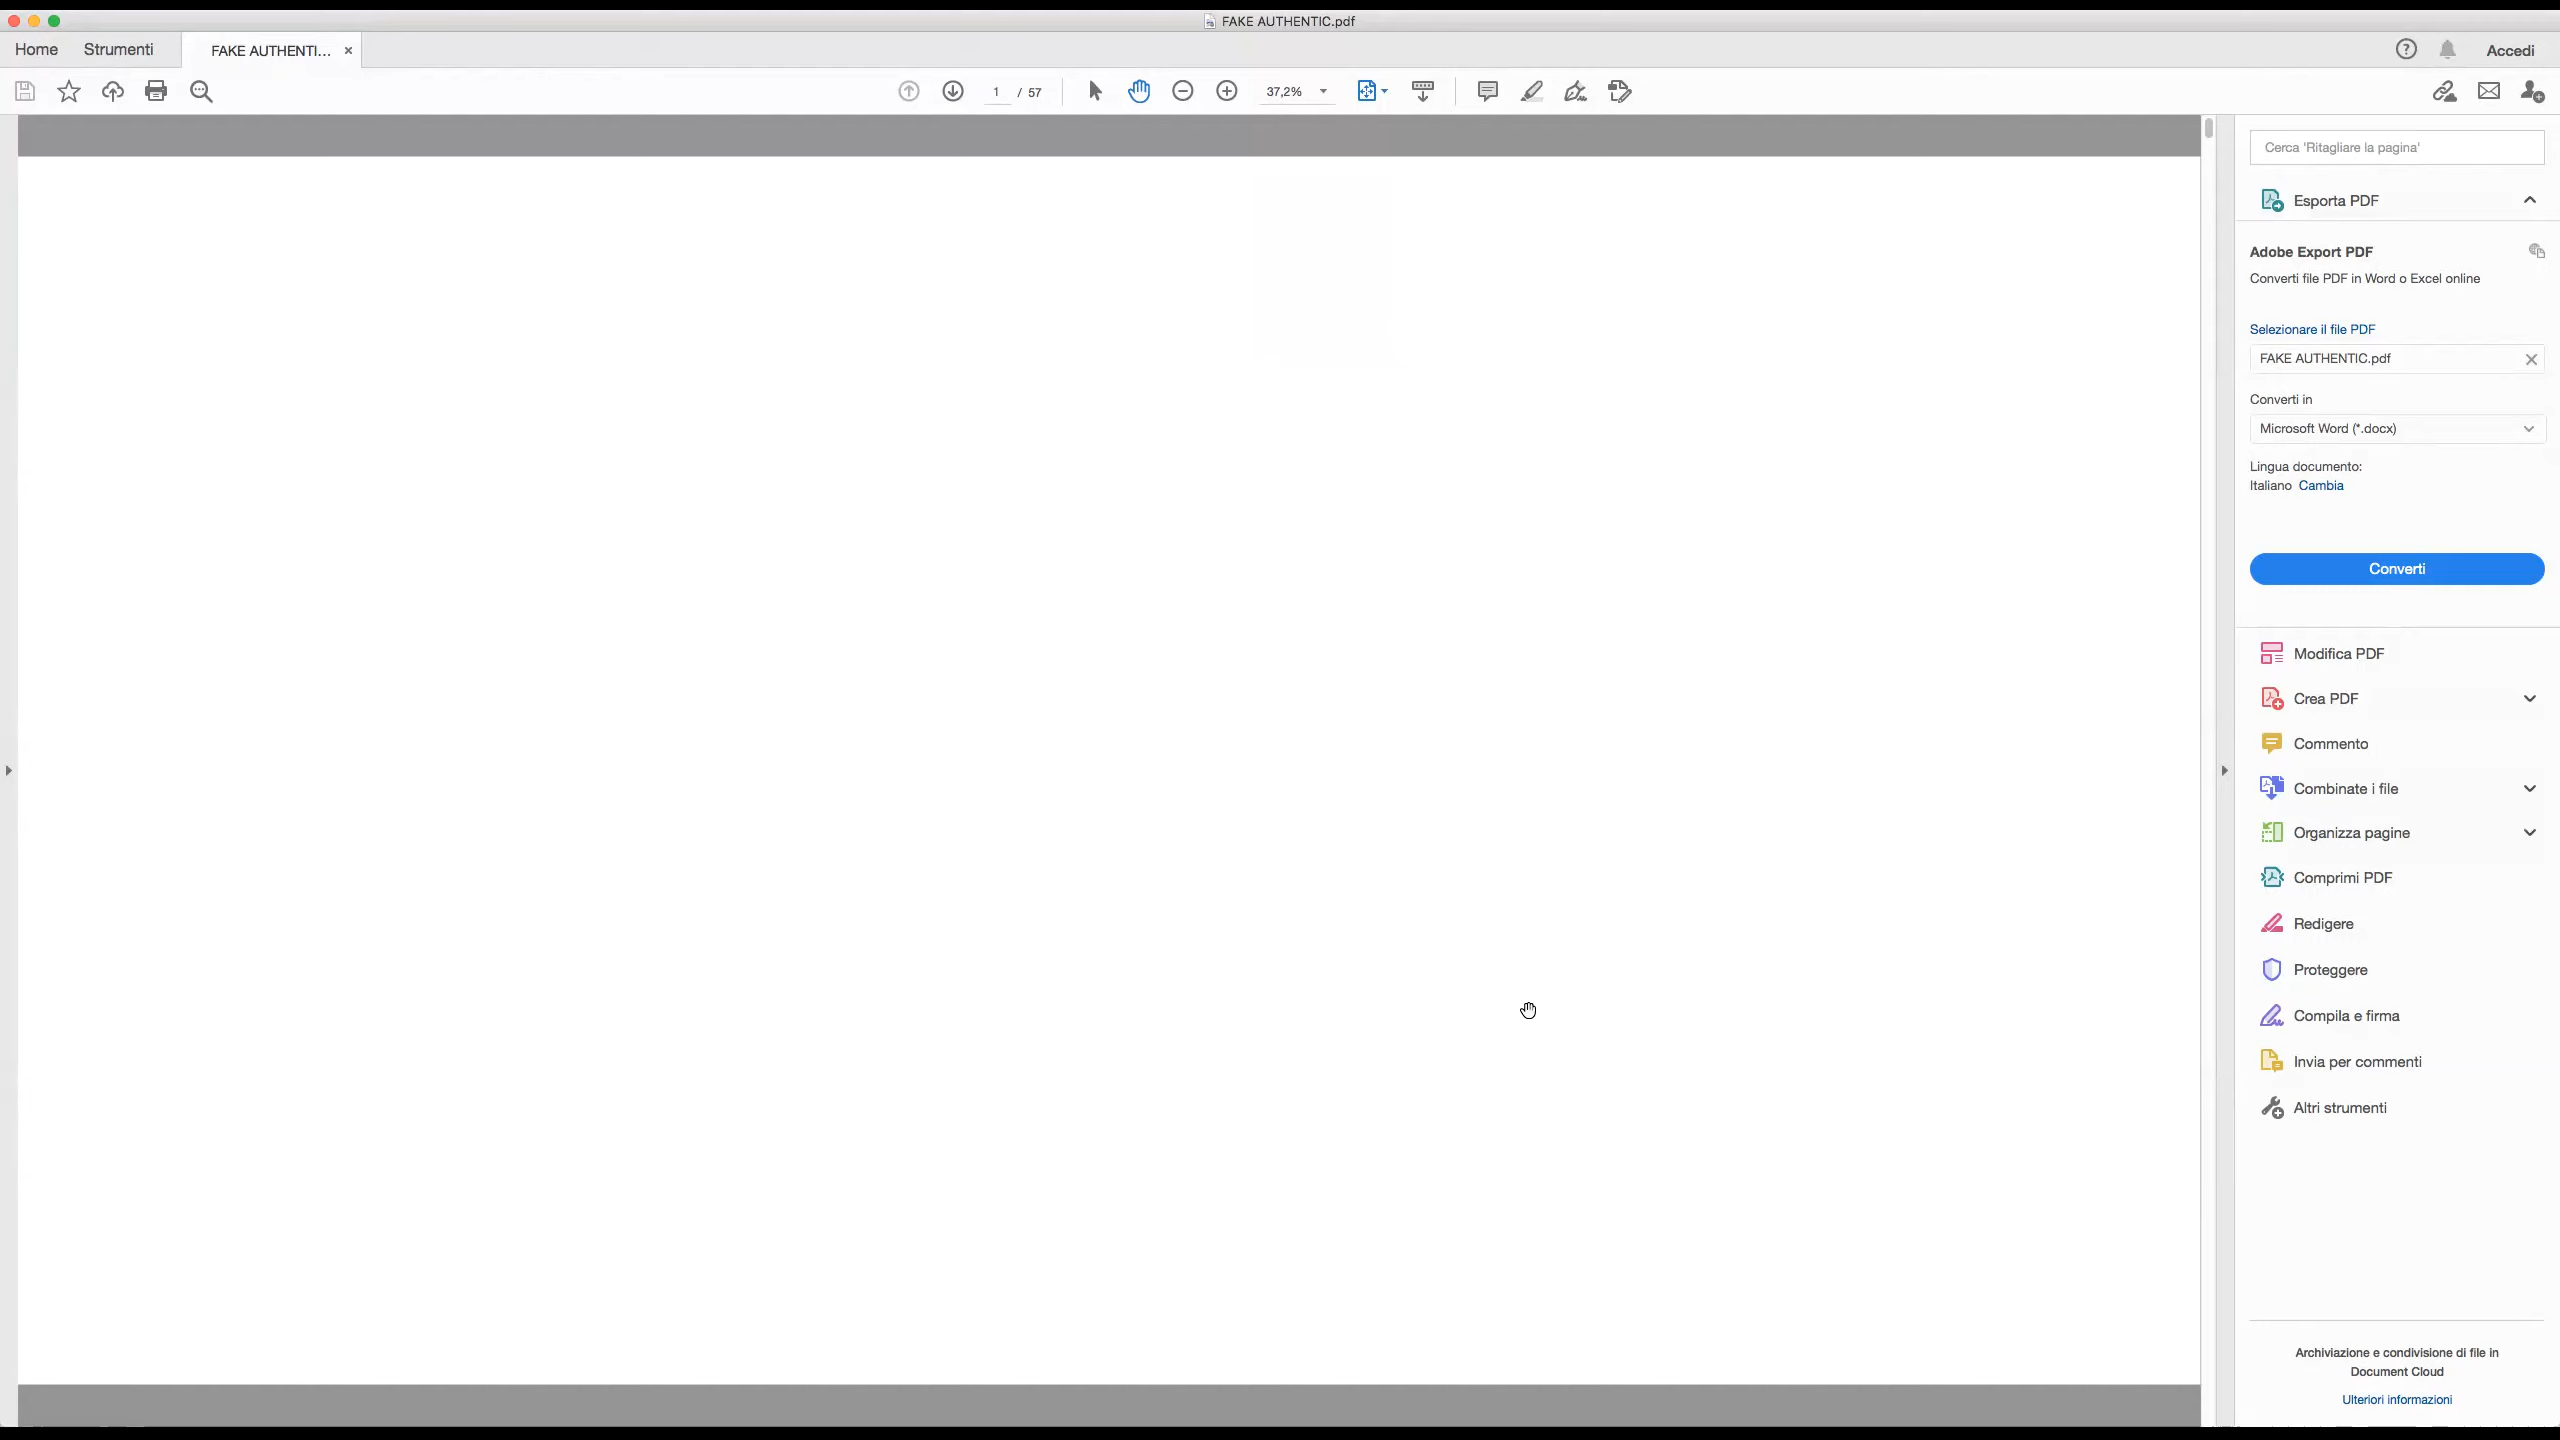 FAKE AUTHENTIC.pdf
Home
Strumenti
FAKE AUTHENTI...
Accedi
1 / 57
37,2%
Cerca 'Ritagliare la pagina'
Esporta PDF
Adobe Export PDF
Converti file PDF in Word o Excel online
Selezionare il file PDF
FAKE AUTHENTIC.pdf
Converti in
Microsoft Word (*.docx)
Lingua documento:
Italiano Cambia
Converti
Modifica PDF
Crea PDF
Commento
Combinate i file
Organizza pagine
Comprimi PDF
Redigere
Proteggere
Compila e firma
Invia per commenti
Altri strumenti
Archiviazione e condivisione di file in
Document Cloud
Ulteriori informazioni